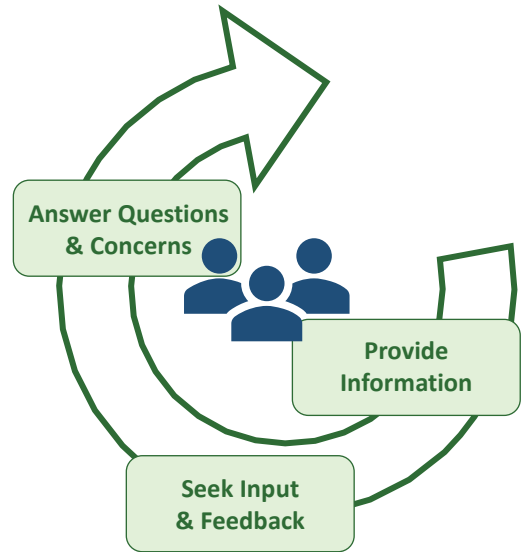 Answer Questions
& Concerns
Provide
Information
Seek Input
& Feedback